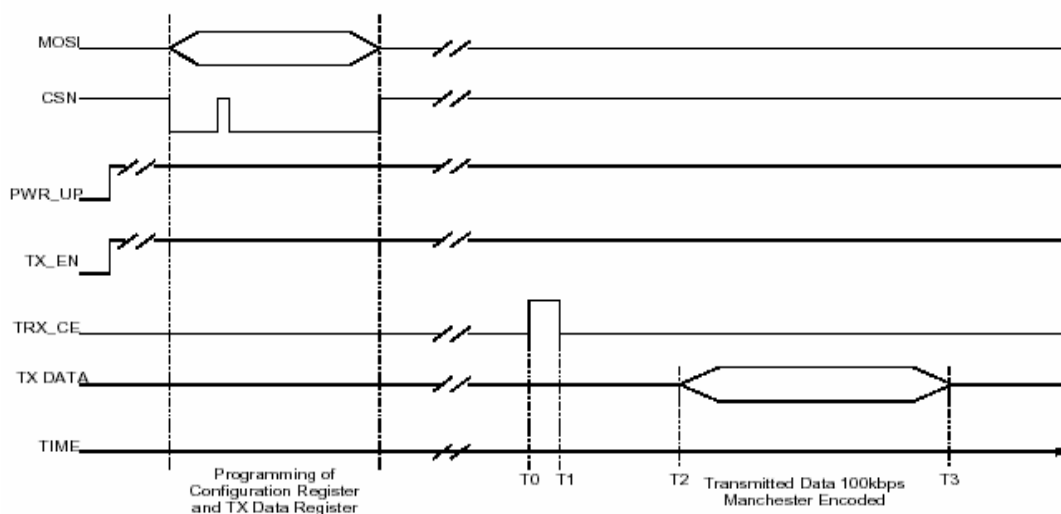 MOSI
CSN
PWR_UP
TX_EN
TRX_CE
TX DATA
TIME
Programming of
Configuration Register
and TX Data Register
T0
T1
T2
Transmitted Data 100kbps
Manchester Encoded
T3